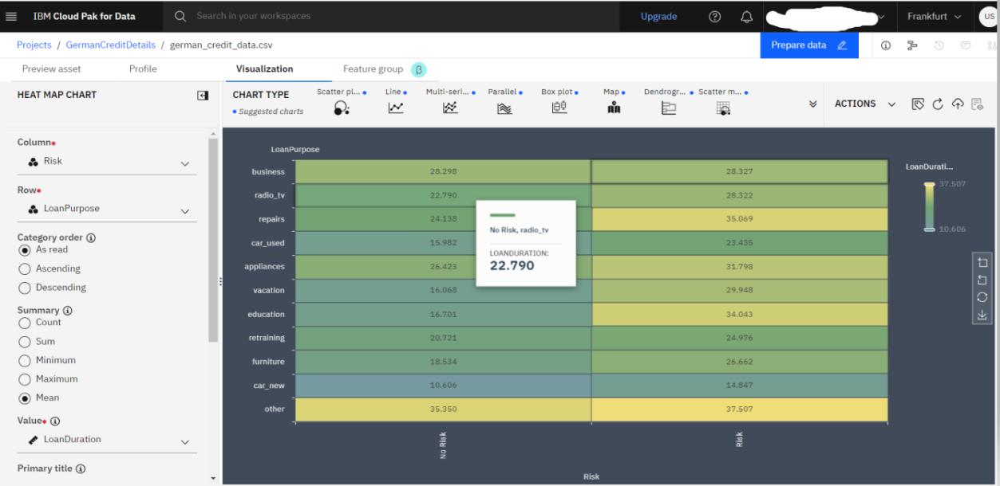 IBM Cloud Pak for Data
Search in your workspaces
Upgrade
Frankfurt
US
Projects / GermanCreditDetails / german_credit_data.csv
Prepare data
Preview asset
Profile
Visualization
Feature group β
HEAT MAP CHART
CHART TYPE
Suggested charts
Scatter pl...
Line
Multi-seri...
Parallel
Box plot
Map
Dendrogr...
Scatter m...
ACTIONS
Column*
Risk
Row*
LoanPurpose
Category order
As read
Ascending
Descending
Summary
Count
Sum
Minimum
Maximum
Mean
Value*
LoanDuration
Primary title
LoanPurpose
business 28.298 28.327
radio_tv 22.790 28.322
repairs 24.138 35.069
car_used 15.982 23.435
appliances 26.423 31.798
vacation 16.068 29.948
education 16.701 34.043
retraining 20.721 24.976
furniture 18.534 26.662
car_new 10.606 14.847
other 35.350 37.507
No Risk, radio_tv
LOANDURATION:
22.790
No Risk
Risk
Risk
LoanDurati...
37.507
10.606